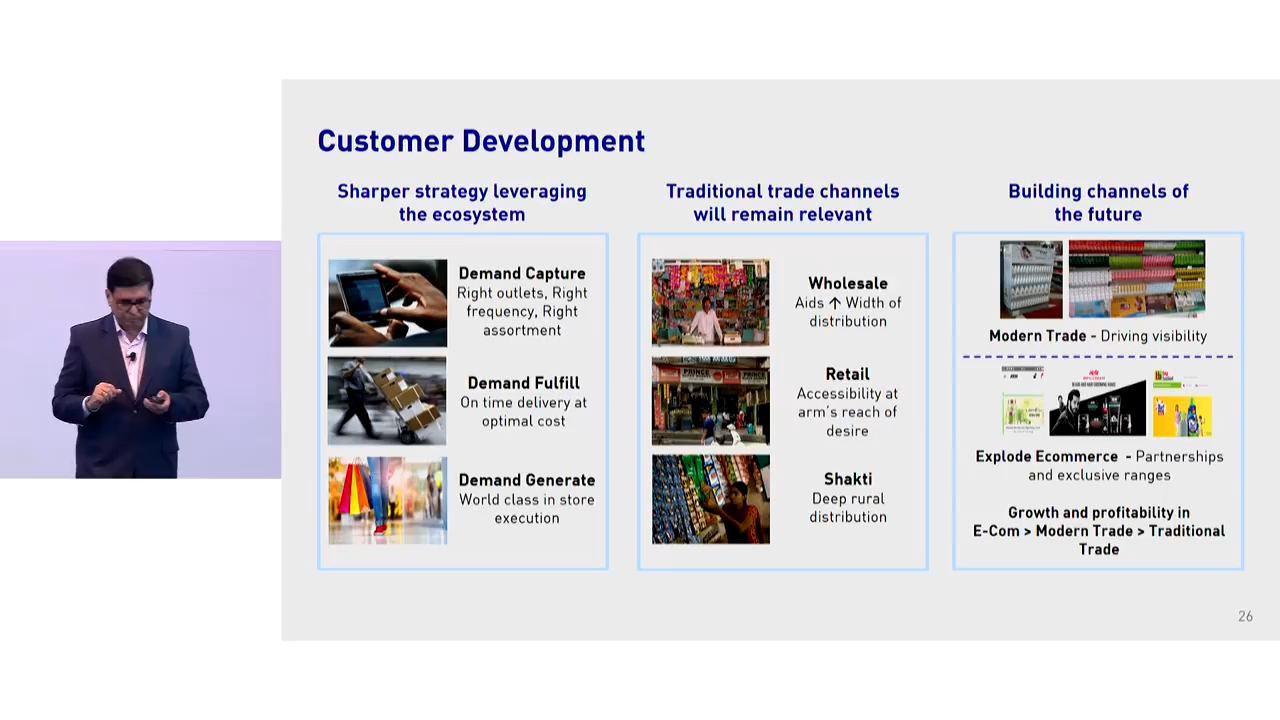 Customer Development
Sharper strategy leveraging
the ecosystem
Demand Capture
Right outlets, Right
frequency, Right
assortment
Demand Fulfill
On time delivery at
optimal cost
Demand Generate
World class in store
execution
Traditional trade channels
will remain relevant
Wholesale
Aids ↑ Width of
distribution
PRINCE
Retail
Accessibility at
arm's reach of
desire
Shakti
Deep rural
distribution
Building channels of
the future
Modern Trade - Driving visibility
Explode Ecommerce - Partnerships
and exclusive ranges
Growth and profitability in
E-Com > Modern Trade > Traditional
Trade
26